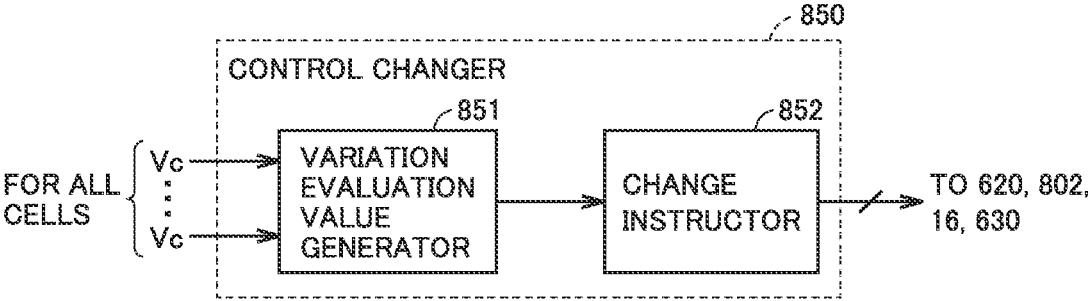 850
CONTROL CHANGER
851
852
FOR ALL
CELLS
Vc
Vc
VARIATION
EVALUATION
VALUE
GENERATOR
CHANGE
INSTRUCTOR
TO 620, 802,
16, 630